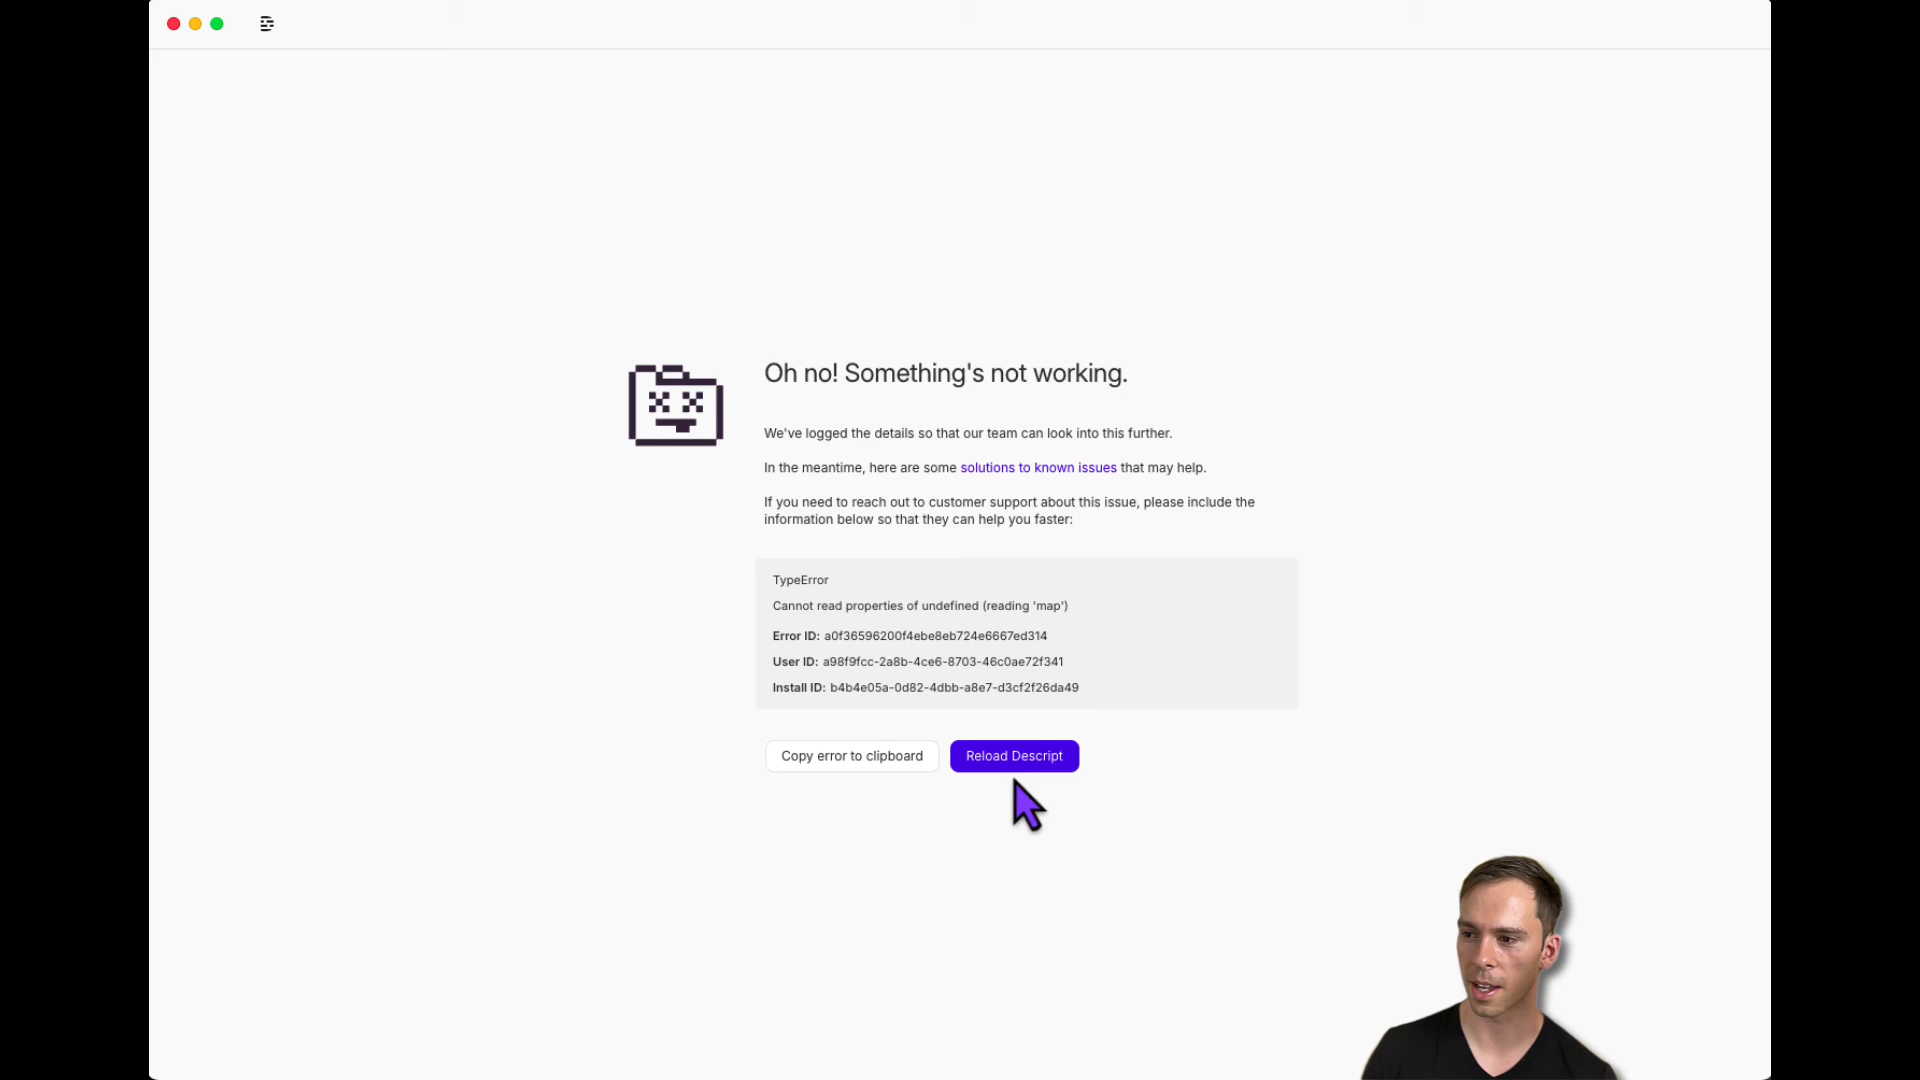 Oh no! Something's not working.
We've logged the details so that our team can look into this further.
In the meantime, here are some solutions to known issues that may help.
If you need to reach out to customer support about this issue, please include the
information below so that they can help you faster:
TypeError
Cannot read properties of undefined (reading 'map')
Error ID: a0f36596200f4ebe8eb724e6667ed314
User ID: a98f9fcc-2a8b-4ce6-8703-46c0ae72f341
Install ID: b4b4e05a-0d82-4dbb-a8e7-d3cf2f26da49
Copy error to clipboard
Reload Descript